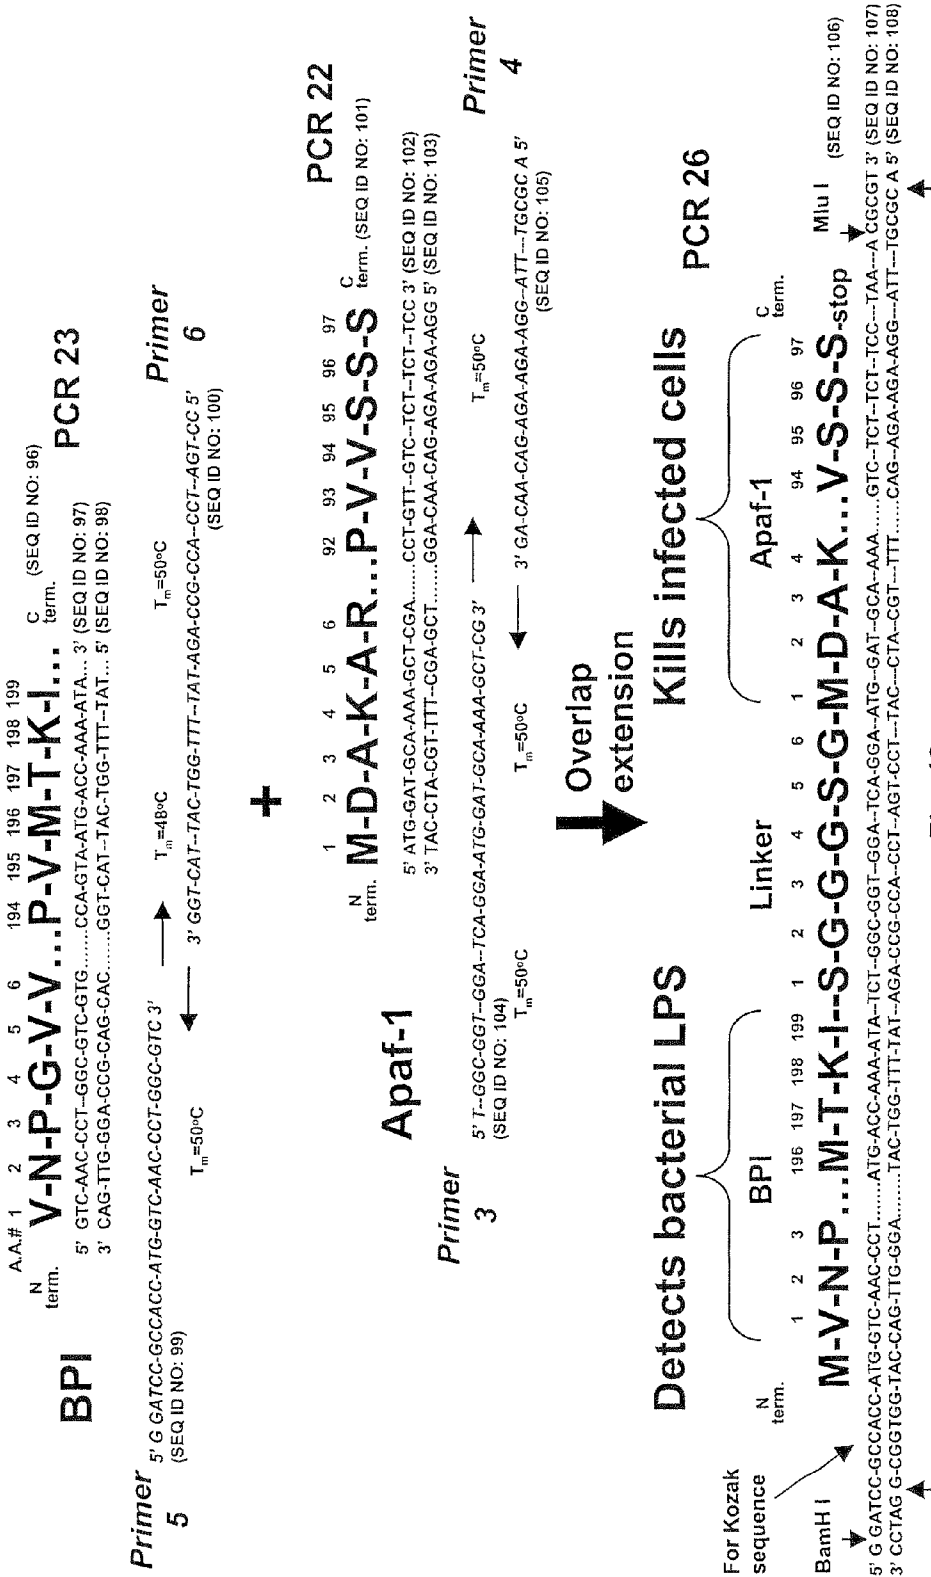 A.A.# 1 2 3 4 5 6 194 195 196 197 198 199
BPI
N term. V-N-P-G-V-V...P-V-M-T-K-I... C term. (SEQ ID NO: 96)
5' GTC-AAC-CCT--GGC-GTC-GTG.......CCA-GTA-ATG-ACC-AAA-ATA... 3' (SEQ ID NO: 97)
3' CAG-TTG-GGA-CCG-CAG-CAC.......GGT-CAT--TAC-TGG-TTT--TAT... 5' (SEQ ID NO: 98)
PCR 23
Primer 5
5' G GATCC-GCCACC-ATG-GTC-AAC-CCT-GGC-GTC 3'
(SEQ ID NO: 99)
Tm=50oC
Tm=48oC
Tm=50oC
Primer 6
3' GGT-CAT--TAC-TGG-TTT--TAT-AGA-CCG-CCA--CCT--AGT-CC 5'
(SEQ ID NO: 100)
+
Apaf-1
PCR 22
1 2 3 4 5 6 92 93 94 95 96 97
N term. M-D-A-K-A-R...P-V-V-S-S-S C term. (SEQ ID NO: 101)
5' ATG-GAT-GCA-AAA-GCT-CGA.......CCT-GTT--GTC--TCT--TCT--TCC 3' (SEQ ID NO: 102)
3' TAC-CTA-CGT-TTT-CGA-GCT.......GGA-CAA-CAG-AGA-AGA-AGG 5' (SEQ ID NO: 103)
Primer 3
5' T--GGC-GGT--GGA--TCA-GGA-ATG-GAT-GCA-AAA-GCT-CG 3'
(SEQ ID NO: 104)
Tm=50oC
Tm=50oC
Tm=50oC
Primer 4
3' GA-CAA-CAG-AGA-AGA-AGG--ATT---TGCGC A 5'
(SEQ ID NO: 105)
Overlap extension
Detects bacterial LPS
Kills infected cells
PCR 26
BPI
Linker
Apaf-1
For Kozak sequence
1 2 3 196 197 198 199 1 2 3 4 5 6 1 2 3 4 94 95 96 97
N term. M-V-N-P...M-T-K-I--S-G-G-G-S-G-M-D-A-K...V-S-S-S-stop C term.
BamH I
Mlu I
(SEQ ID NO: 106)
5' G GATCC-GCCACC-ATG-GTC-AAC-CCT.......ATG-ACC-AAA-ATA--TCT--GGC-GGT--GGA--TCA-GGA--ATG--GAT--GCA--AAA......GTC--TCT--TCT--TCC---TAA---A CGCGT 3' (SEQ ID NO: 107)
3' CCTAG G-CGGTGG-TAC-CAG-TTG-GGA.......TAC-TGG-TTT-TAT--AGA-CCG-CCA--CCT--AGT-CCT---TAC---CTA--CGT---TTT......CAG--AGA-AGA-AGG---ATT---TGCGC A 5' (SEQ ID NO: 108)